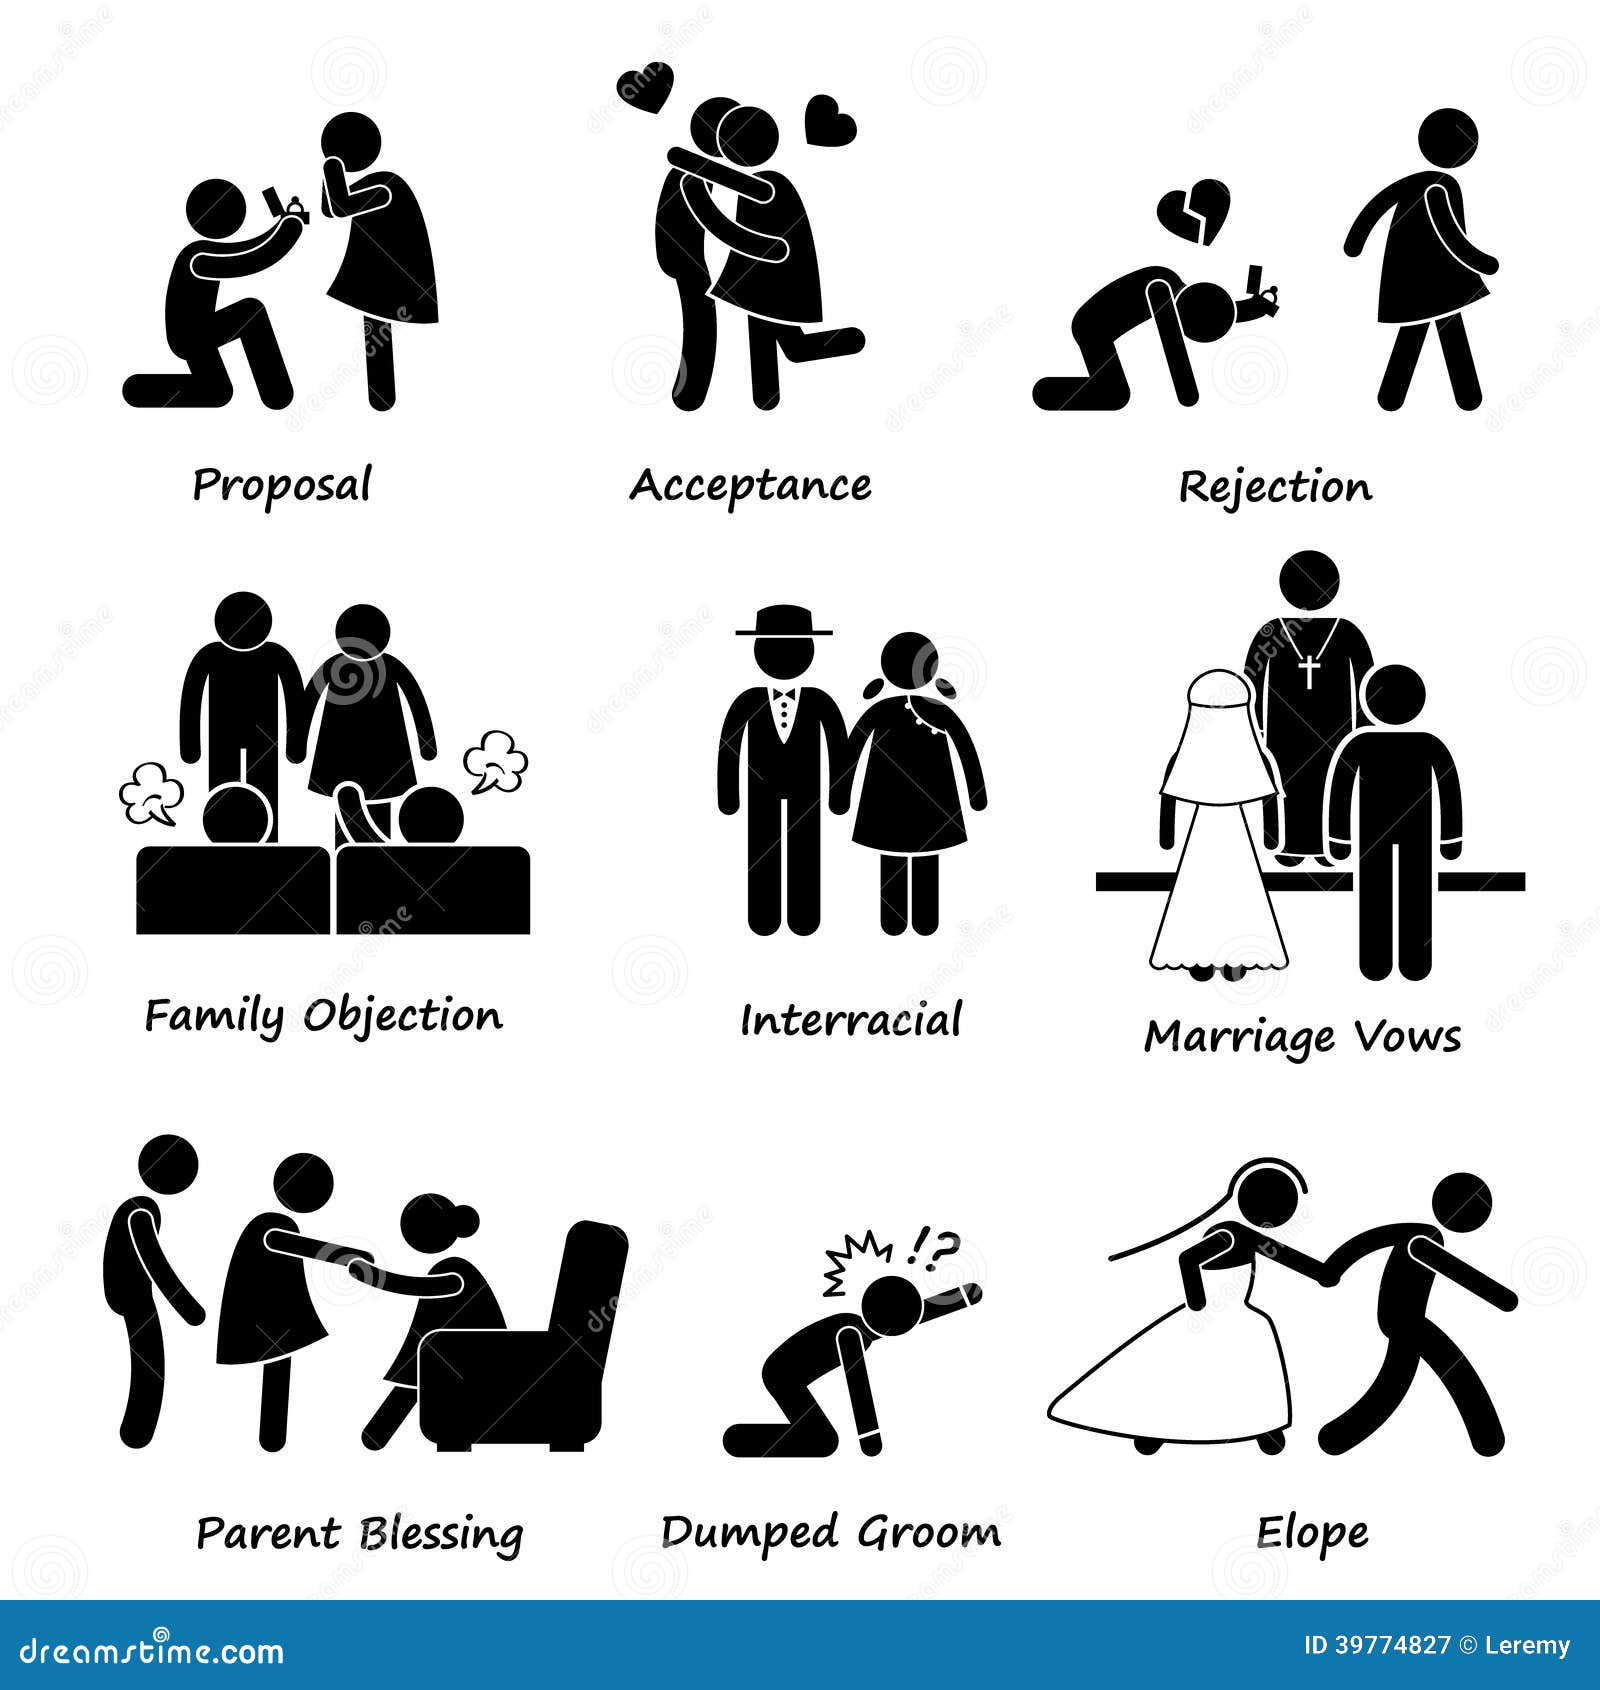 Proposal
Acceptance
Rejection
!?
Family Objection
Interracial
Marriage Vows
Parent Blessing
Dumped Groom
Elope
dreamstime.com
ID 39774827 © Leremy